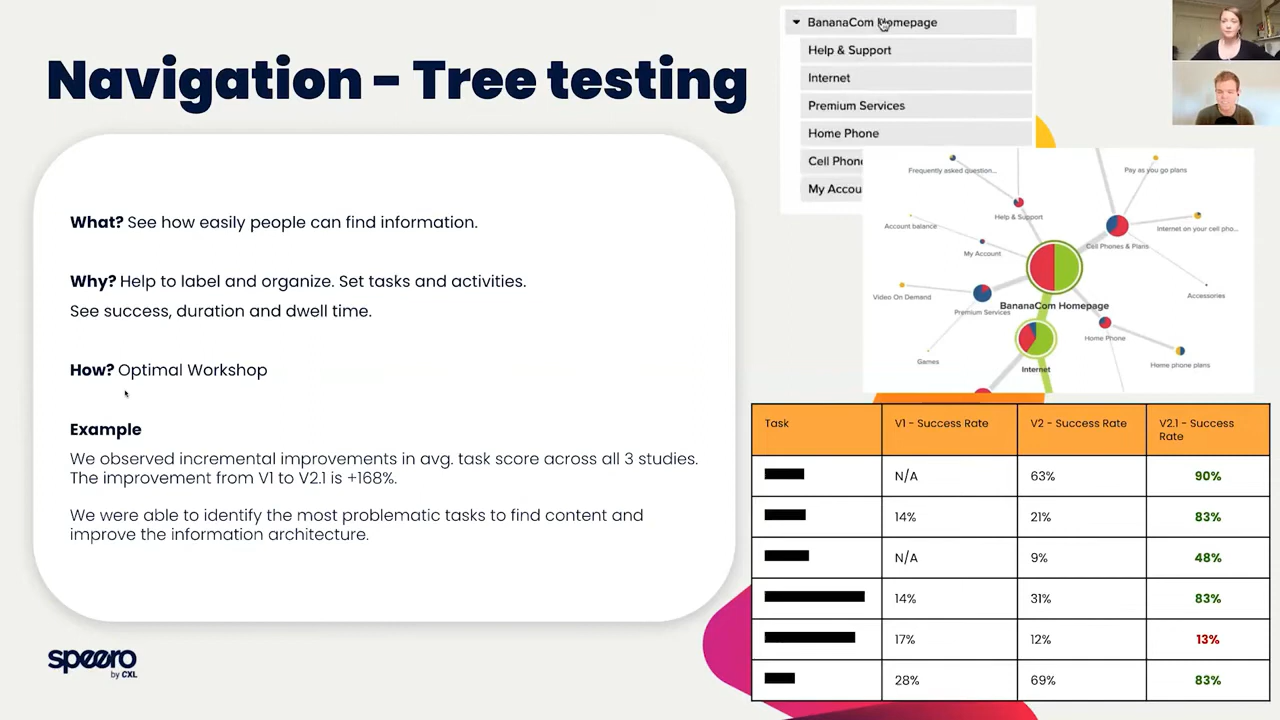 Navigation - Tree testing
What? See how easily people can find information.
Why? Help to label and organize. Set tasks and activities.
See success, duration and dwell time.
How? Optimal Workshop
Example
We observed incremental improvements in avg. task score across all 3 studies.
The improvement from V1 to V2.1 is +168%.
We were able to identify the most problematic tasks to find content and
improve the information architecture.
speero
by CXL
BananaCom Homepage
Help & Support
Internet
Premium Services
Home Phone
Cell Phone
My Accou
Frequently asked question...
Pay as you go plans
Help & Support
Account balance
Cell Phones & Plans
Internet on your cell pho...
My Account
Video On Demand
Premium Services
BananaCom Homepage
Accessories
Home Phone
Games
Internet
Home phone plans
Task V1 - Success Rate V2 - Success Rate V2.1 - Success
Rate
N/A 63% 90%
14% 21% 83%
N/A 9% 48%
14% 31% 83%
17% 12% 13%
28% 69% 83%